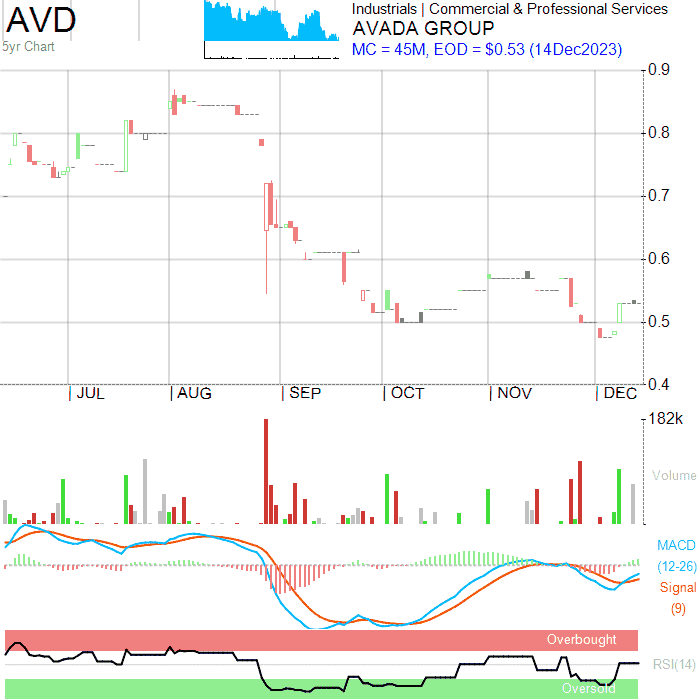 AVD
5yr Chart
Industrials | Commercial & Professional Services
AVADA GROUP
MC = 45M, EOD = $0.53 (14Dec2023)
0.9
0.8
0.7
0.6
0.5
0.4
JUL
AUG
SEP
OCT
NOV
DEC
182k
Volume
MACD
(12-26)
Signal
(9)
Overbought
RSI(14)
Oversold